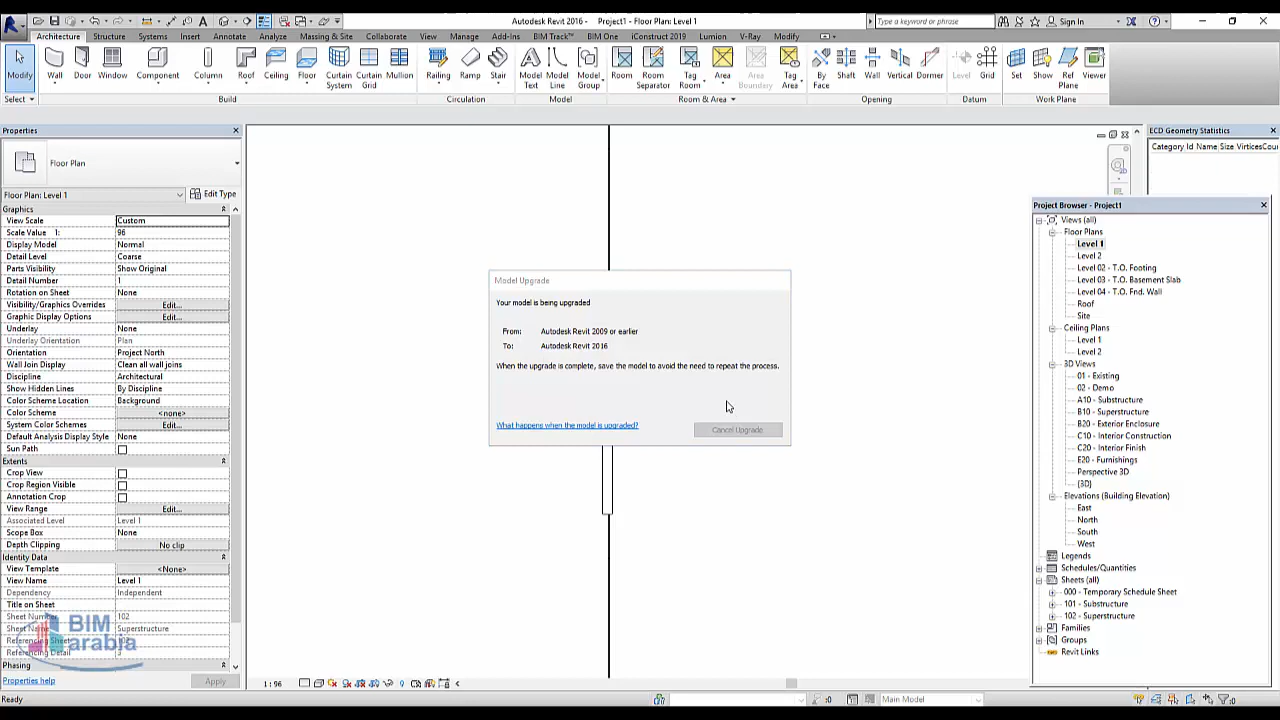 Autodesk Revit 2016 - Project1 - Floor Plan: Level 1
Type a keyword or phrase
Sign In
Architecture Structure Systems Insert Annotate Analyze Massing & Site Collaborate View Manage Add-Ins BIM Track™ BIM One iConstruct 2019 Lumion V-Ray Modify
Modify Wall Door Window Component Column Roof Ceiling Floor Curtain System Curtain Grid Mullion Railing Ramp Stair Model Text Model Line Model Group Room Room Separator Tag Room Area Area Boundary Tag Area By Face Shaft Wall Vertical Dormer Level Grid Set Show Ref Plane Viewer
Select Build Circulation Model Room & Area Opening Datum Work Plane
Properties
Floor Plan
Floor Plan: Level 1 Edit Type
Graphics
View Scale Custom
Scale Value 1: 96
Display Model Normal
Detail Level Coarse
Parts Visibility Show Original
Detail Number 1
Rotation on Sheet None
Visibility/Graphics Overrides Edit...
Graphic Display Options Edit...
Underlay None
Underlay Orientation Plan
Orientation Project North
Wall Join Display Clean all wall joins
Discipline Architectural
Show Hidden Lines By Discipline
Color Scheme Location Background
Color Scheme <none>
System Color Schemes Edit...
Default Analysis Display Style None
Sun Path
Extents
Crop View
Crop Region Visible
Annotation Crop
View Range Edit...
Associated Level Level 1
Scope Box None
Depth Clipping No clip
Identity Data
View Template <None>
View Name Level 1
Dependency Independent
Title on Sheet
Sheet Number 102
Sheet Name Superstructure
Referencing Sheet
Referencing Detail
Phasing
Properties help Apply
BIM
arabia
Model Upgrade
Your model is being upgraded
From: Autodesk Revit 2009 or earlier
To: Autodesk Revit 2016
When the upgrade is complete, save the model to avoid the need to repeat the process.
What happens when the model is upgraded? Cancel Upgrade
ECD Geometry Statistics
Category Id Name Size VirticesCou
Project Browser - Project1
Views (all)
Floor Plans
Level 1
Level 2
Level 02 - T.O. Footing
Level 03 - T.O. Basement Slab
Level 04 - T.O. Fnd. Wall
Roof
Site
Ceiling Plans
Level 1
Level 2
3D Views
01 - Existing
02 - Demo
A10 - Substructure
B10 - Superstructure
B20 - Exterior Enclosure
C10 - Interior Construction
C20 - Interior Finish
E20 - Furnishings
Perspective 3D
{3D}
Elevations (Building Elevation)
East
North
South
West
Legends
Schedules/Quantities
Sheets (all)
000 - Temporary Schedule Sheet
101 - Substructure
102 - Superstructure
Families
Groups
Revit Links
1 : 96
Ready :0 Main Model :0